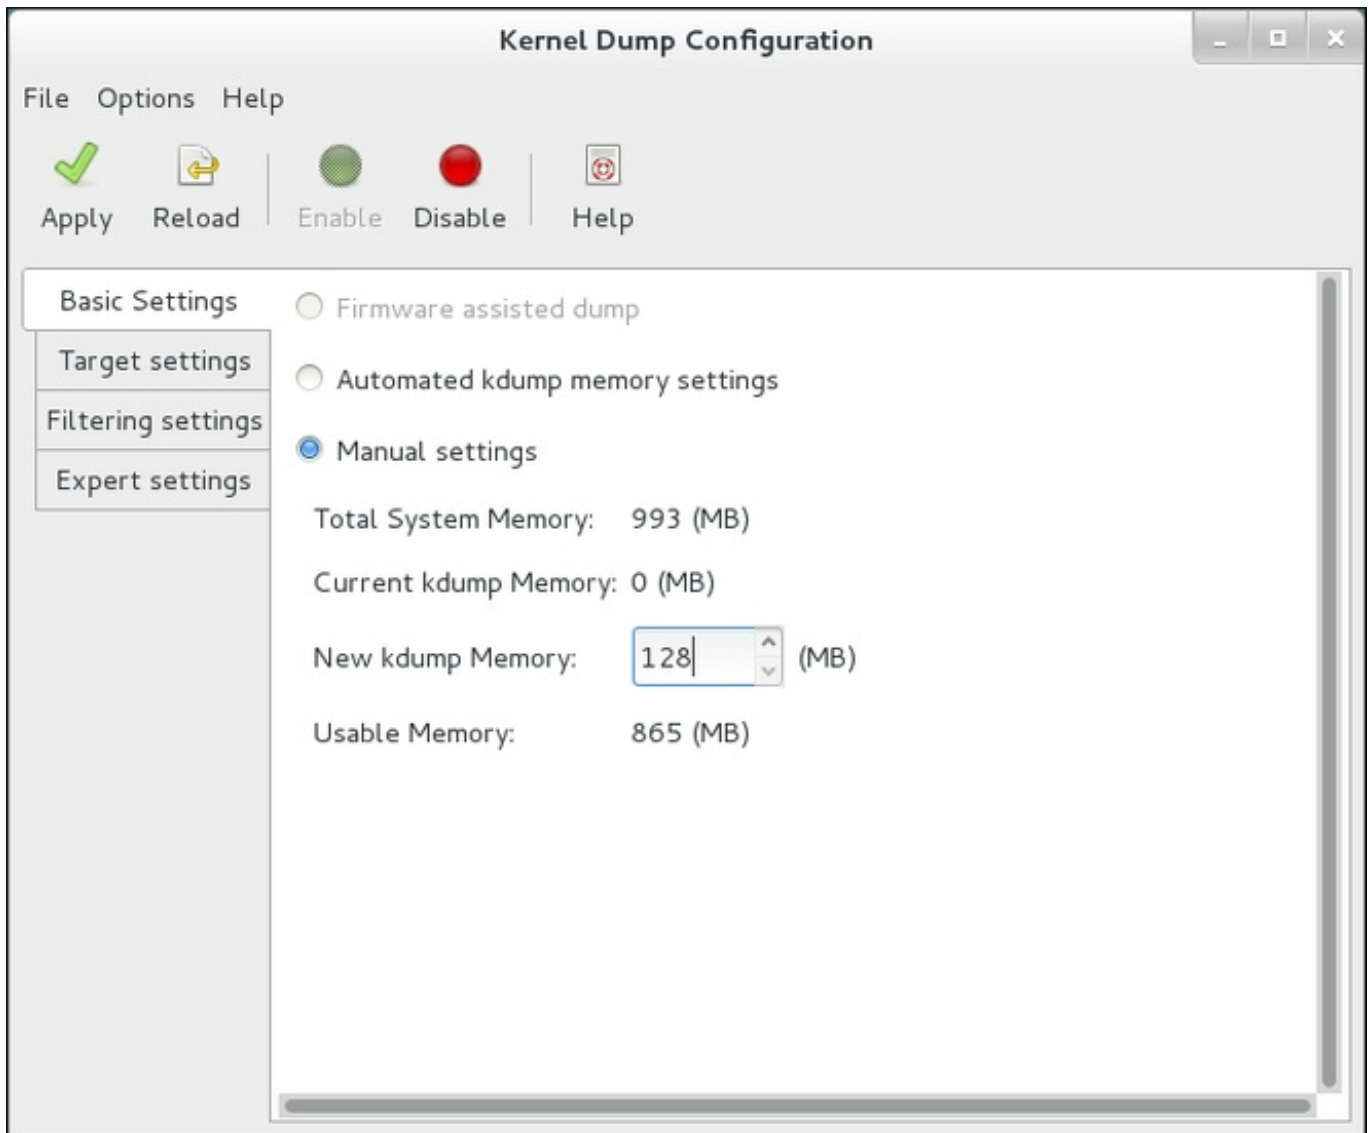 Kernel Dump Configuration
File Options Help
Apply Reload Enable Disable Help
Basic Settings
Target settings
Filtering settings
Expert settings
Firmware assisted dump
Automated kdump memory settings
Manual settings
Total System Memory: 993 (MB)
Current kdump Memory: 0 (MB)
New kdump Memory: 128 (MB)
Usable Memory: 865 (MB)